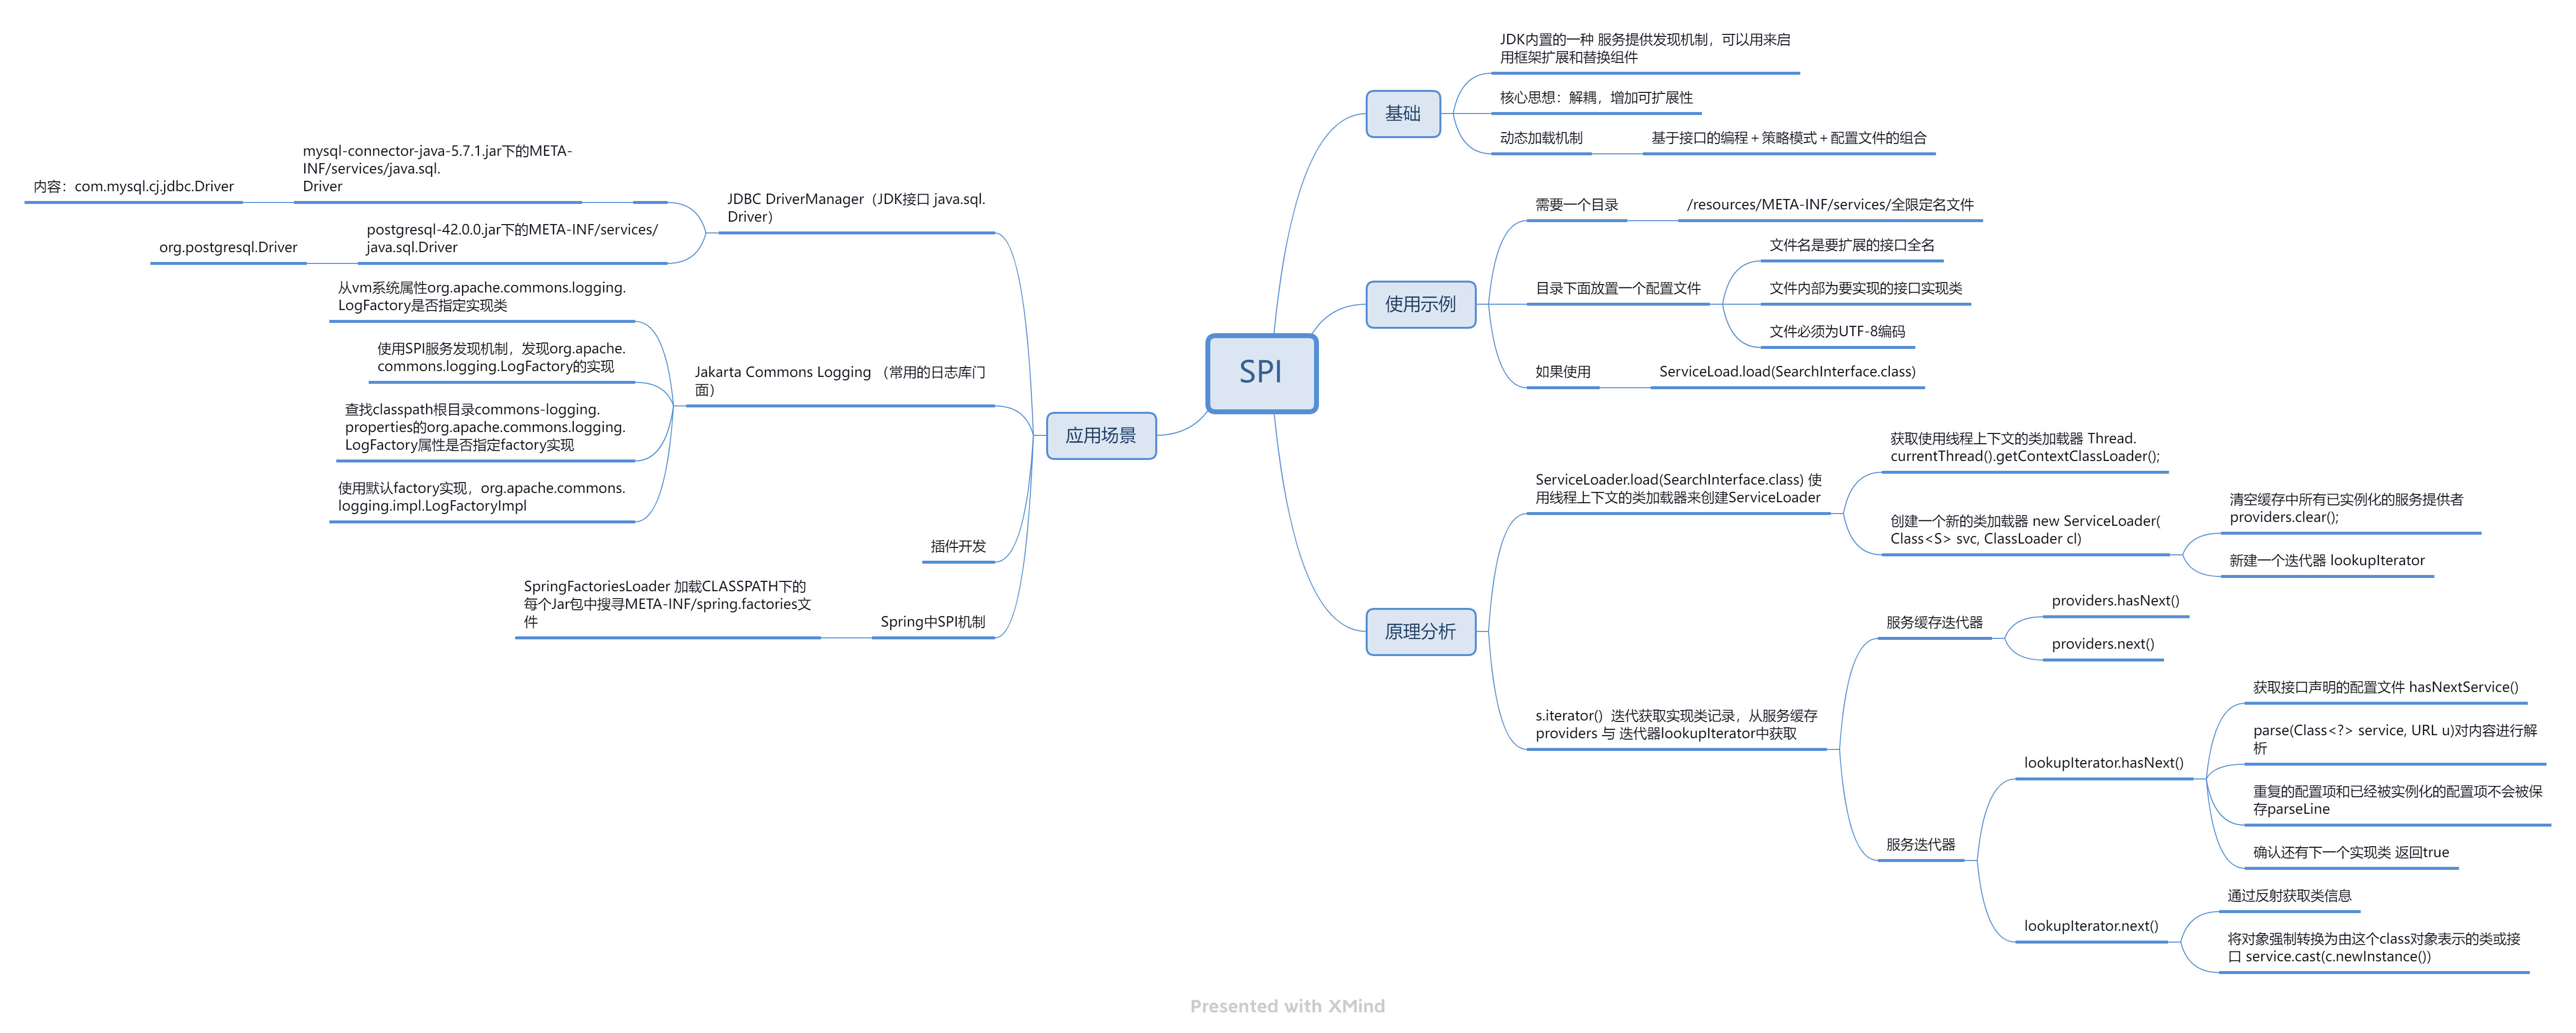 SPI
基础
JDK内置的一种 服务提供发现机制，可以用来启
用框架扩展和替换组件
核心思想：解耦，增加可扩展性
动态加载机制
基于接口的编程＋策略模式＋配置文件的组合
使用示例
需要一个目录
/resources/META-INF/services/全限定名文件
目录下面放置一个配置文件
文件名是要扩展的接口全名
文件内部为要实现的接口实现类
文件必须为UTF-8编码
如果使用
ServiceLoad.load(SearchInterface.class)
原理分析
ServiceLoader.load(SearchInterface.class) 使
用线程上下文的类加载器来创建ServiceLoader
获取使用线程上下文的类加载器 Thread.
currentThread().getContextClassLoader();
创建一个新的类加载器 new ServiceLoader(
Class<S> svc, ClassLoader cl)
清空缓存中所有已实例化的服务提供者
providers.clear();
新建一个迭代器 lookupIterator
s.iterator()  迭代获取实现类记录，从服务缓存
providers 与 迭代器lookupIterator中获取
服务缓存迭代器
providers.hasNext()
providers.next()
服务迭代器
lookupIterator.hasNext()
获取接口声明的配置文件 hasNextService()
parse(Class<?> service, URL u)对内容进行解
析
重复的配置项和已经被实例化的配置项不会被保
存parseLine
确认还有下一个实现类 返回true
lookupIterator.next()
通过反射获取类信息
将对象强制转换为由这个class对象表示的类或接
口 service.cast(c.newInstance())
应用场景
JDBC DriverManager（JDK接口 java.sql.
Driver）
mysql-connector-java-5.7.1.jar下的META-
INF/services/java.sql.
Driver
内容：com.mysql.cj.jdbc.Driver
postgresql-42.0.0.jar下的META-INF/services/
java.sql.Driver
org.postgresql.Driver
Jakarta Commons Logging （常用的日志库门
面）
从vm系统属性org.apache.commons.logging.
LogFactory是否指定实现类
使用SPI服务发现机制，发现org.apache.
commons.logging.LogFactory的实现
查找classpath根目录commons-logging.
properties的org.apache.commons.logging.
LogFactory属性是否指定factory实现
使用默认factory实现，org.apache.commons.
logging.impl.LogFactoryImpl
插件开发
Spring中SPI机制
SpringFactoriesLoader 加载CLASSPATH下的
每个Jar包中搜寻META-INF/spring.factories文
件
Presented with XMind